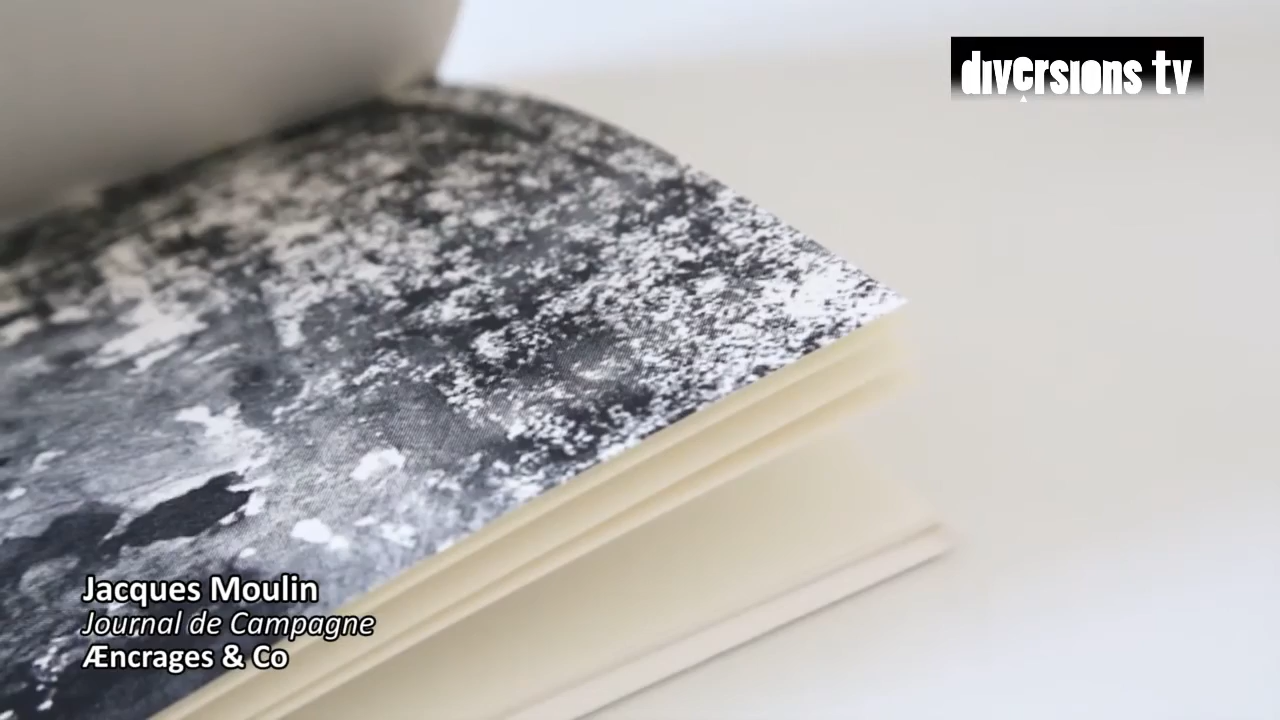 diversions tv
Jacques Moulin
Journal de Campagne
Æncrages & Co